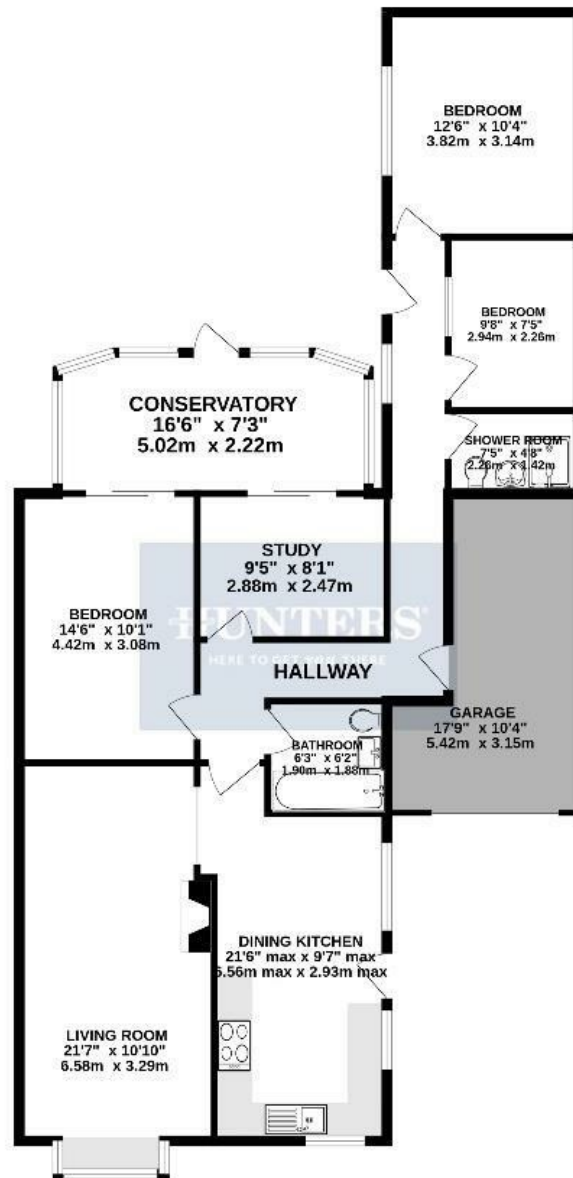 BEDROOM
12'6" x 10'4"
3.82m x 3.14m
BEDROOM
9'8" x 7'5"
2.94m x 2.26m
CONSERVATORY
16'6" x 7'3"
5.02m x 2.22m
SHOWER ROOM
7'5" x 4'8"
2.26m x 1.42m
STUDY
9'5" x 8'1"
2.88m x 2.47m
BEDROOM
14'6" x 10'1"
4.42m x 3.08m
HUNTERS
HERE TO GET YOU THERE
HALLWAY
GARAGE
17'9" x 10'4"
5.42m x 3.15m
BATHROOM
6'3" x 6'2"
1.90m x 1.88m
DINING KITCHEN
21'6" max x 9'7" max
6.56m max x 2.93m max
LIVING ROOM
21'7" x 10'10"
6.58m x 3.29m